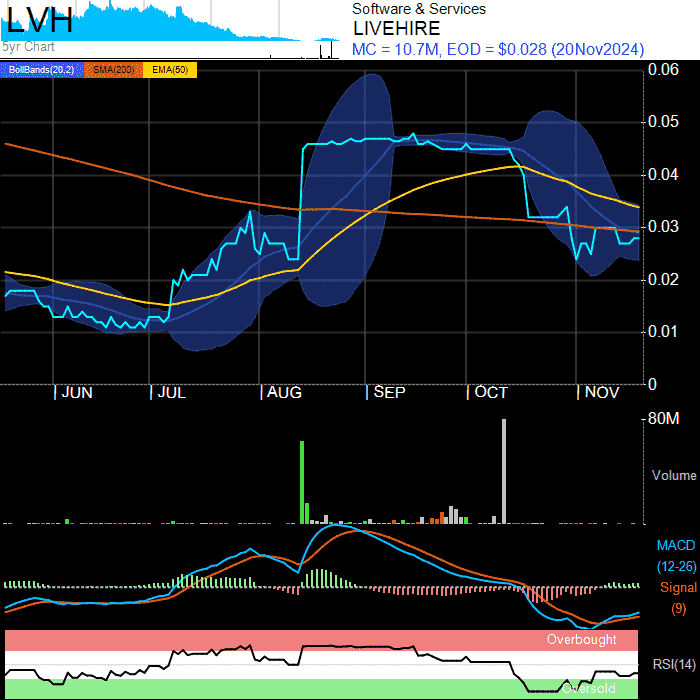 LVH
5yr Chart
Software & Services
LIVEHIRE
MC = 10.7M, EOD = $0.028 (20Nov2024)
BollBands(20,2) SMA(200) EMA(50)
0.06
0.05
0.04
0.03
0.02
0.01
0
JUN JUL AUG SEP OCT NOV
80M
Volume
MACD
(12-26)
Signal
(9)
Overbought
RSI(14)
Oversold